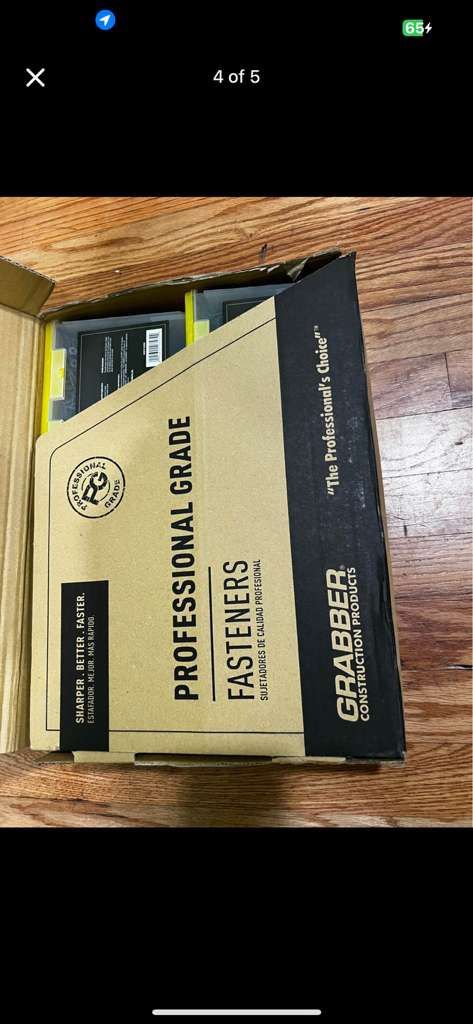 65
4 of 5
PROFESSIONAL
PG
GRADE
SHARPER. BETTER. FASTER.
ESTAFADOR. MEJOR. MÁS RÁPIDO.
PROFESSIONAL GRADE
FASTENERS
SUJETADORES DE CALIDAD PROFESIONAL
"The Professional's Choice"™
GRABBER®
CONSTRUCTION PRODUCTS